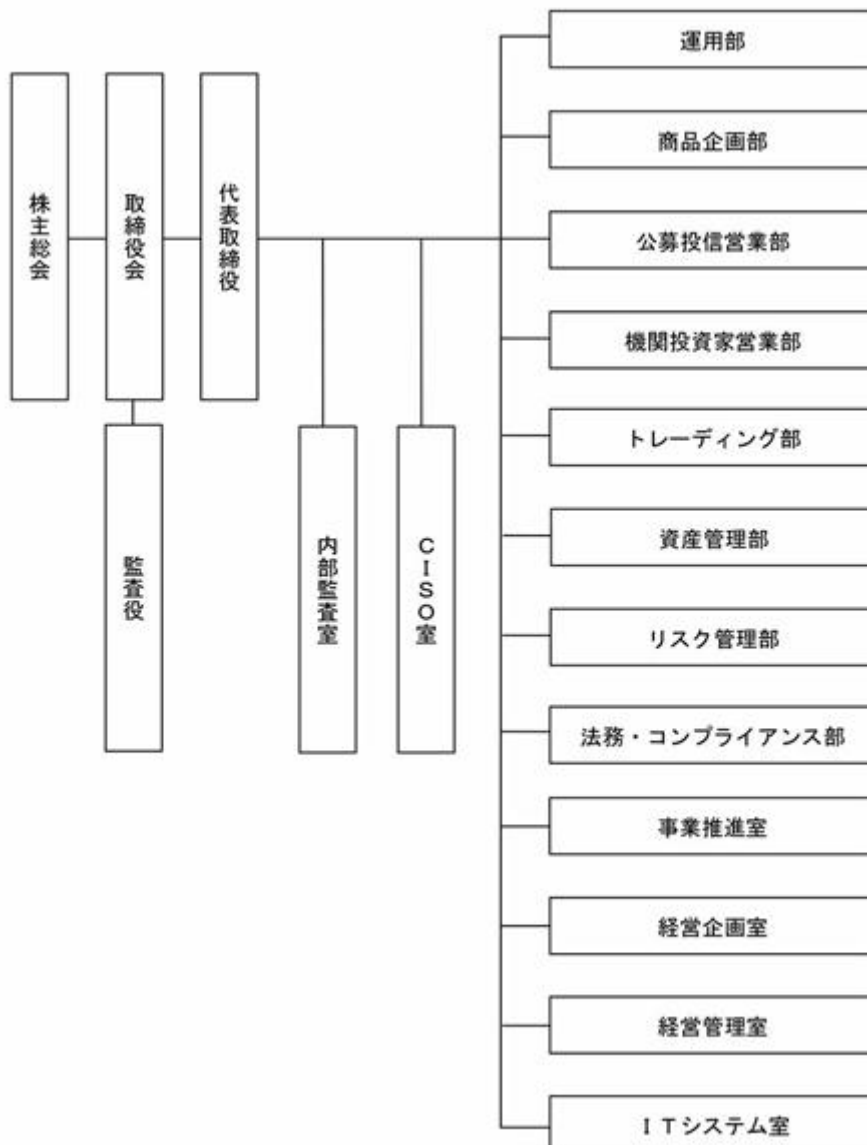 株主総会
取締役会
代表取締役
監査役
内部監査室
ＣＩＳＯ室
運用部
商品企画部
公募投信営業部
機関投資家営業部
トレーディング部
資産管理部
リスク管理部
法務・コンプライアンス部
事業推進室
経営企画室
経営管理室
ＩＴシステム室